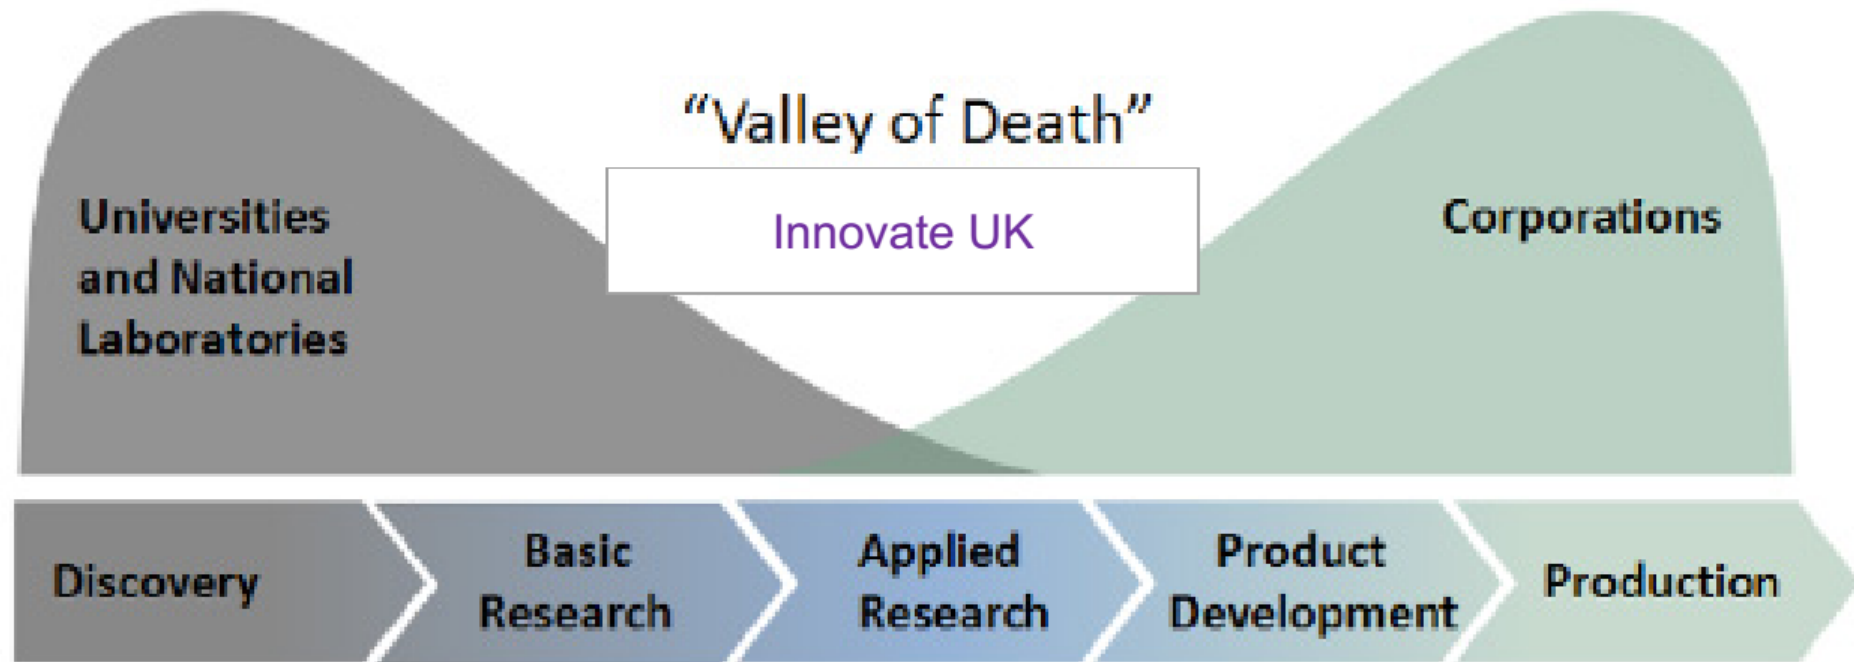 “Valley of Death”
Innovate UK
Universities
and National
Laboratories
Corporations
Discovery
Basic
Research
Applied
Research
Product
Development
Production